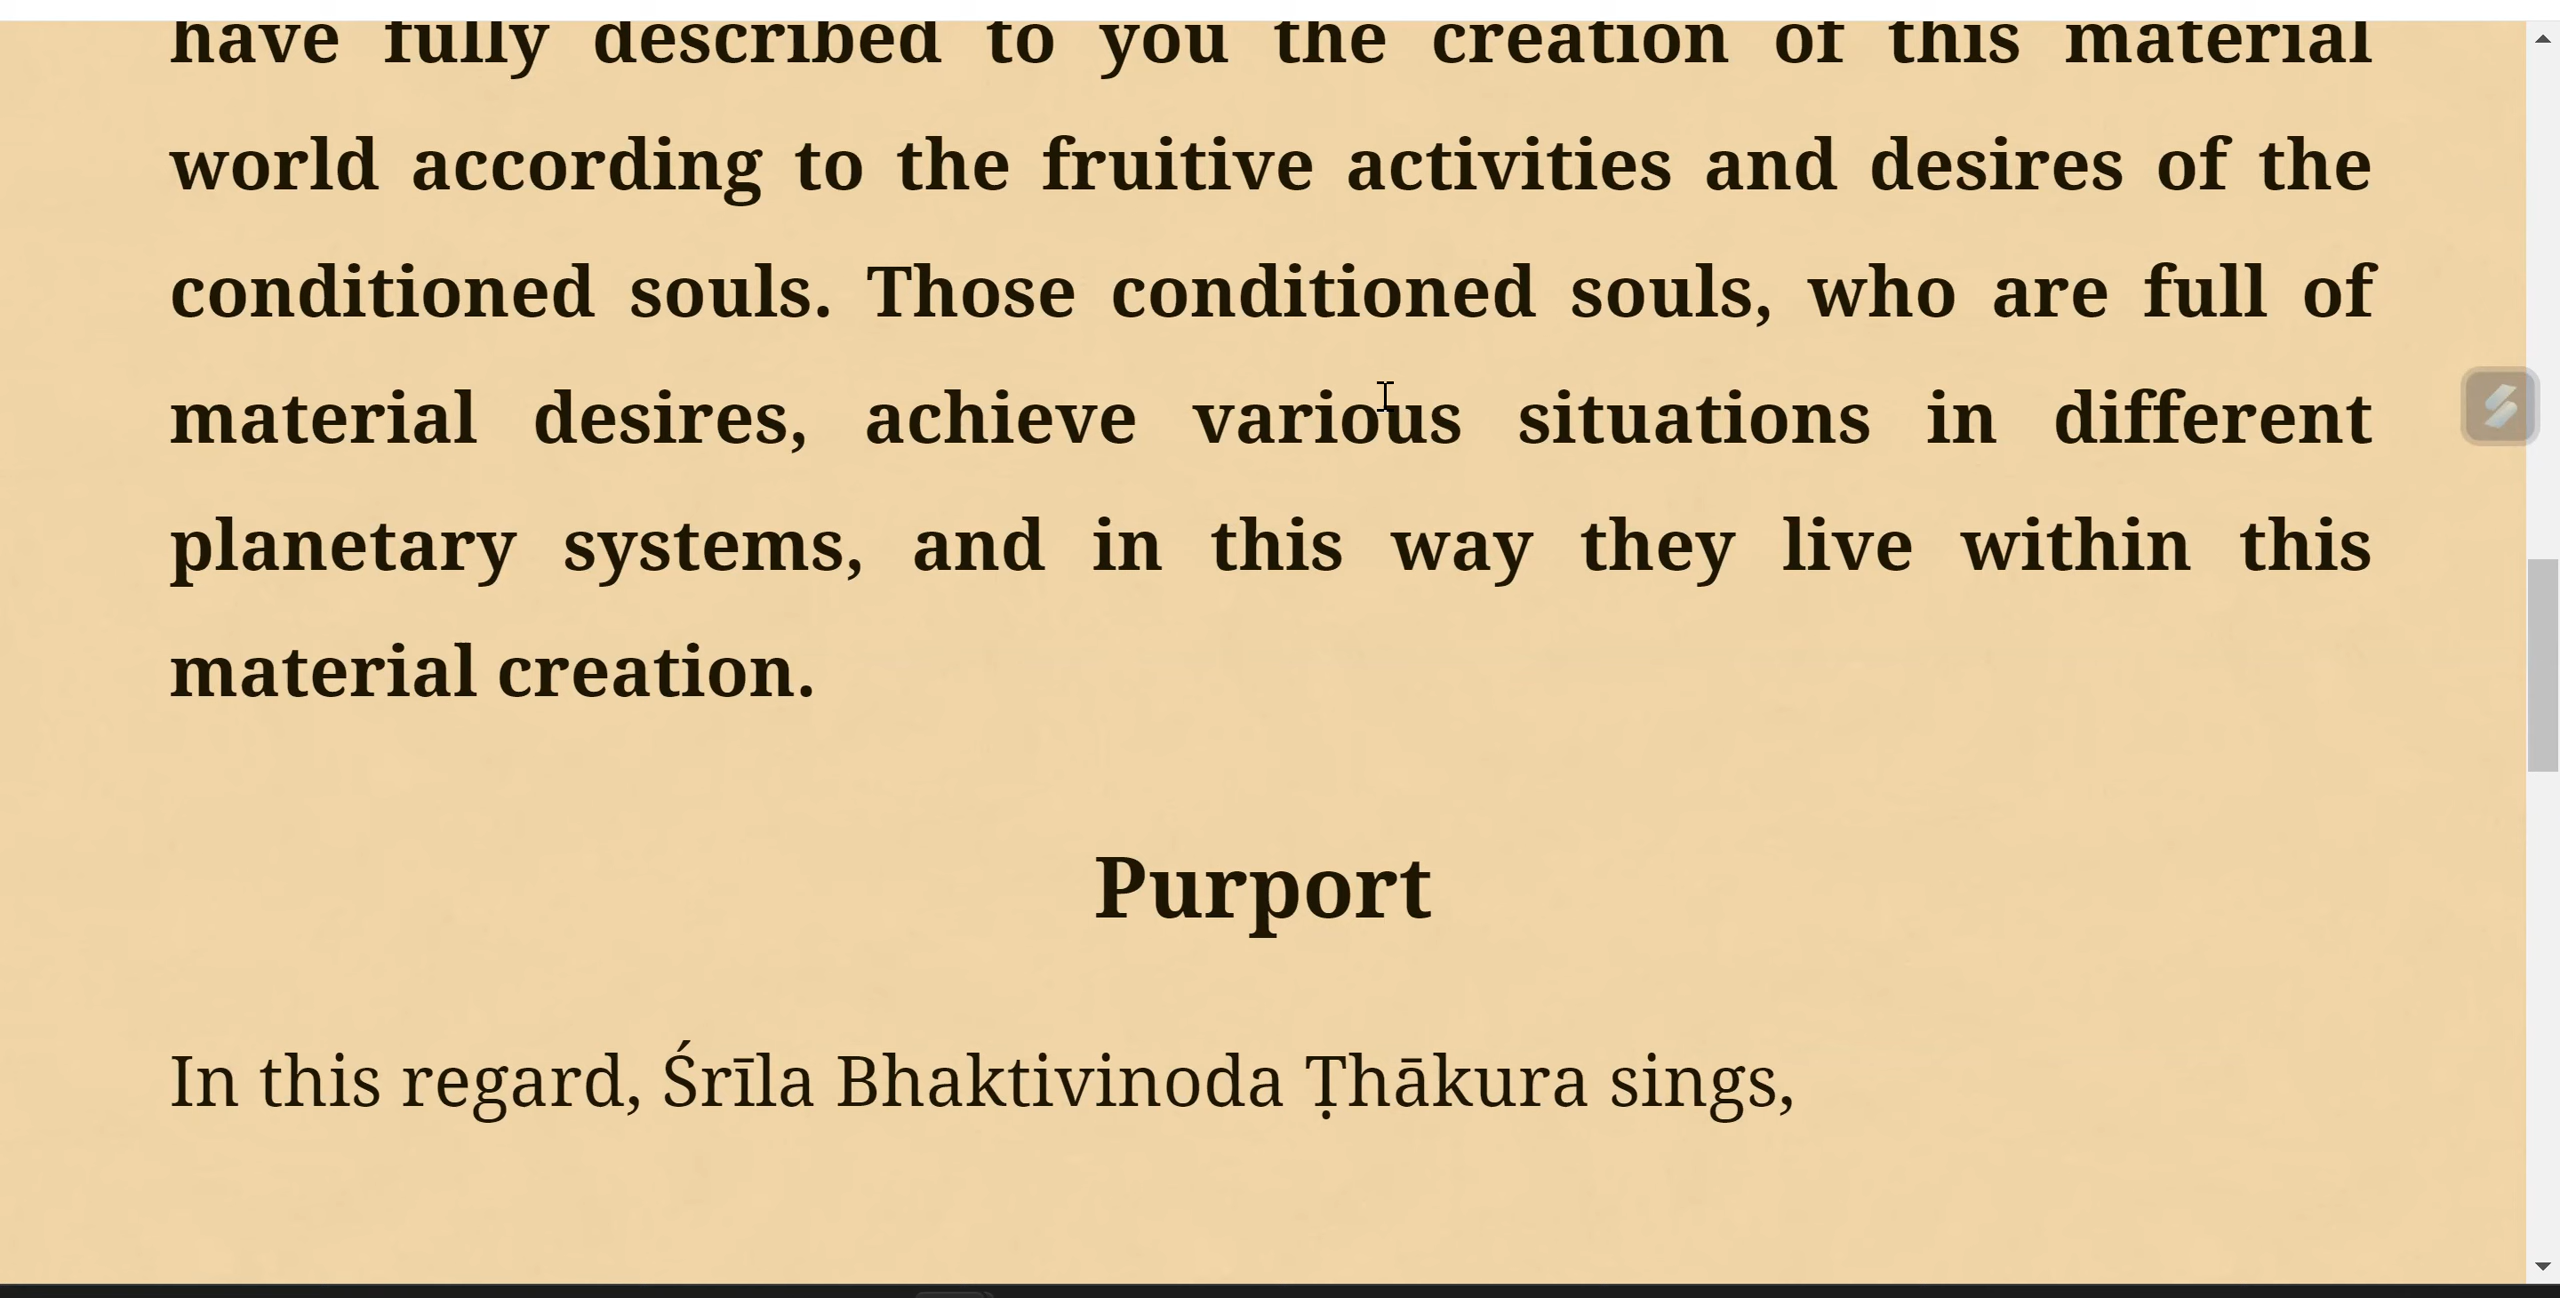 have fully described to you the creation of this material
world according to the fruitive activities and desires of the
conditioned souls. Those conditioned souls, who are full of
material desires, achieve various situations in different
planetary systems, and in this way they live within this
material creation.
Purport
In this regard, Śrīla Bhaktivinoda Ṭhākura sings,